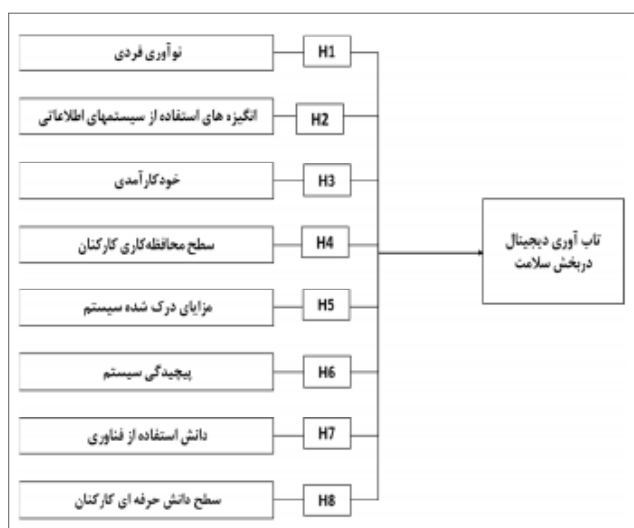 نوآوری فردی
H1
انگیزه های استفاده از سیستمهای اطلاعاتی
H2
خودکارآمدی
H3
سطح محافظه‌کاری کارکنان
H4
مزایای درک شده سیستم
H5
پیچیدگی سیستم
H6
دانش استفاده از فناوری
H7
سطح دانش حرفه ای کارکنان
H8
تاب آوری دیجیتال
دربخش سلامت